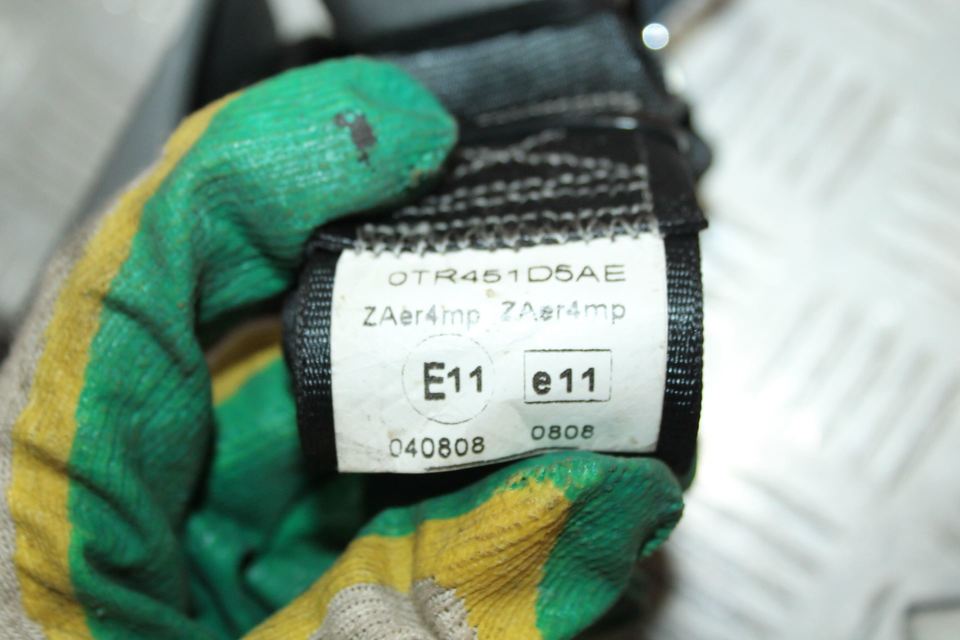 0TR451D5AE
ZAer4mp ZAer4mp
E11 e11
040808 0808